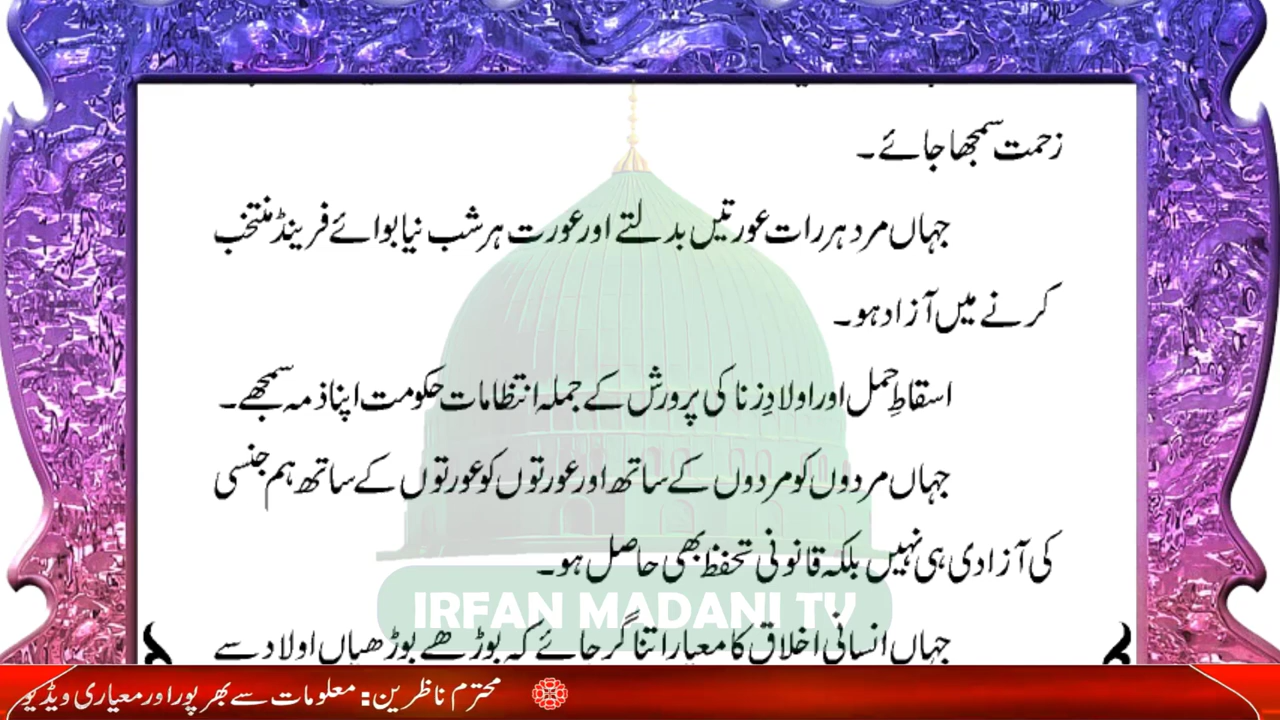 زحمت سمجھا جائے۔
جہاں مرد ہر رات عورتیں بدلتے اور عورت ہر شب نیا بوائے فرینڈ منتخب
کرنے میں آزاد ہو۔
اسقاطِ حمل اور اولادِ زنا کی پرورش کے جملہ انتظامات حکومت اپنا ذمہ سمجھے۔
جہاں مردوں کو مردوں کے ساتھ اور عورتوں کو عورتوں کے ساتھ ہم جنسی
کی آزادی ہی نہیں بلکہ قانونی تحفظ بھی حاصل ہو۔
IRFAN MADANI TV
جہاں انسانی اخلاق کا معیار اتنا گر جائے کہ بوڑھے بوڑھیاں اولاد سے
محترم ناظرین: معلومات سے بھر پور اور معیاری ویڈیو